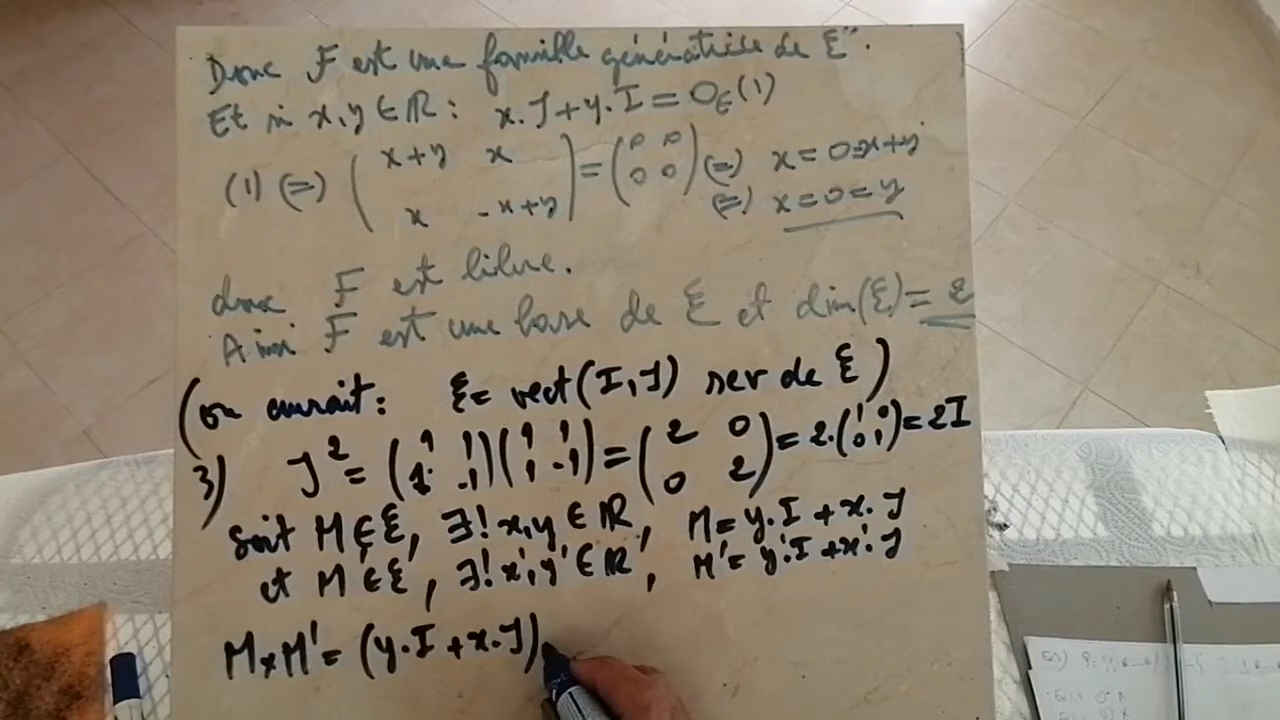 Donc F est une famille génératrice de E".
Et si x,y ∈ ℝ : x.J + y.I = O_E (1)
(1) (=) ( x+y x ; x -x+y ) = ( 0 0 ; 0 0 ) (=) x = 0 = x+y
(=) x = 0 = y
donc F est libre.
Ainsi F est une base de E et dim(E) = 2
(on aurait : E = vect(I,J) sev de E)
3) J² = ( 1 1 ; 1 -1 )( 1 1 ; 1 -1 ) = ( 2 0 ; 0 2 ) = 2.( 1 0 ; 0 1 ) = 2I
Soit M ∈ E, ∃! x,y ∈ ℝ, M = y.I + x.J
et M' ∈ E, ∃! x',y' ∈ ℝ, M' = y'.I + x'.J
M×M' = (y.I + x.J)